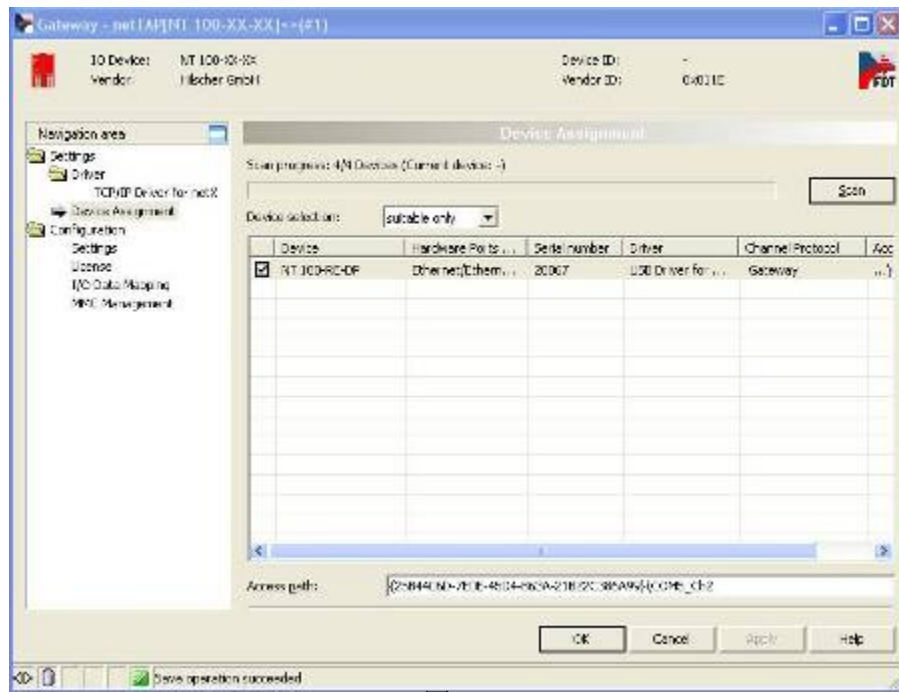 Gateway - netTAP[NT 100-XX-XX]<>(#1)
IO Device: NT 100-XX-XX Device ID: -
Vendor: Hilscher GmbH Vendor ID: 0x011E
FDT
Navigation area
Device Assignment
Settings
Driver
TCP/IP Driver for netX
Device Assignment
Configuration
Settings
License
I/O Data Mapping
MMC Management
Scan progress: 4/4 Devices (Current device: -)
Scan
Device selection: suitable only
Device Hardware Ports ... Serial number Driver Channel Protocol Acc
NT 100-RE-DP Ethernet/Ethern... 20067 USB Driver for ... Gateway ...}
Access path:
OK Cancel Apply Help
Save operation succeeded